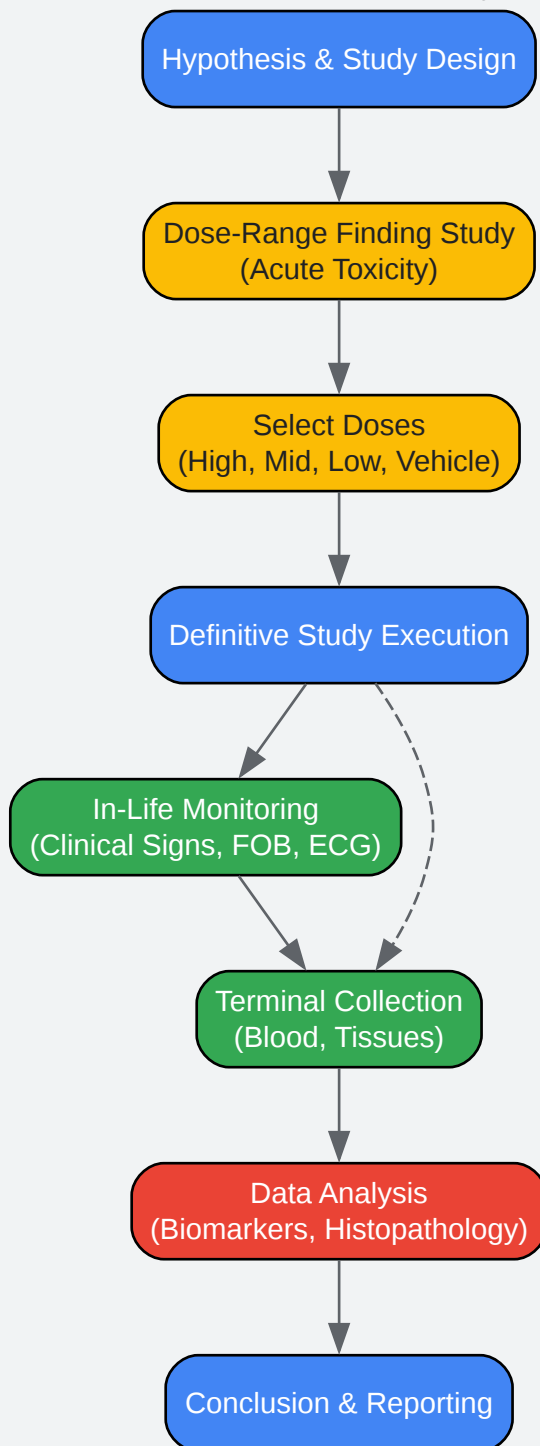 Hypothesis & Study Design
Dose-Range Finding Study
(Acute Toxicity)
Select Doses
(High, Mid, Low, Vehicle)
Definitive Study Execution
In-Life Monitoring
(Clinical Signs, FOB, ECG)
Terminal Collection
(Blood, Tissues)
Data Analysis
(Biomarkers, Histopathology)
Conclusion & Reporting